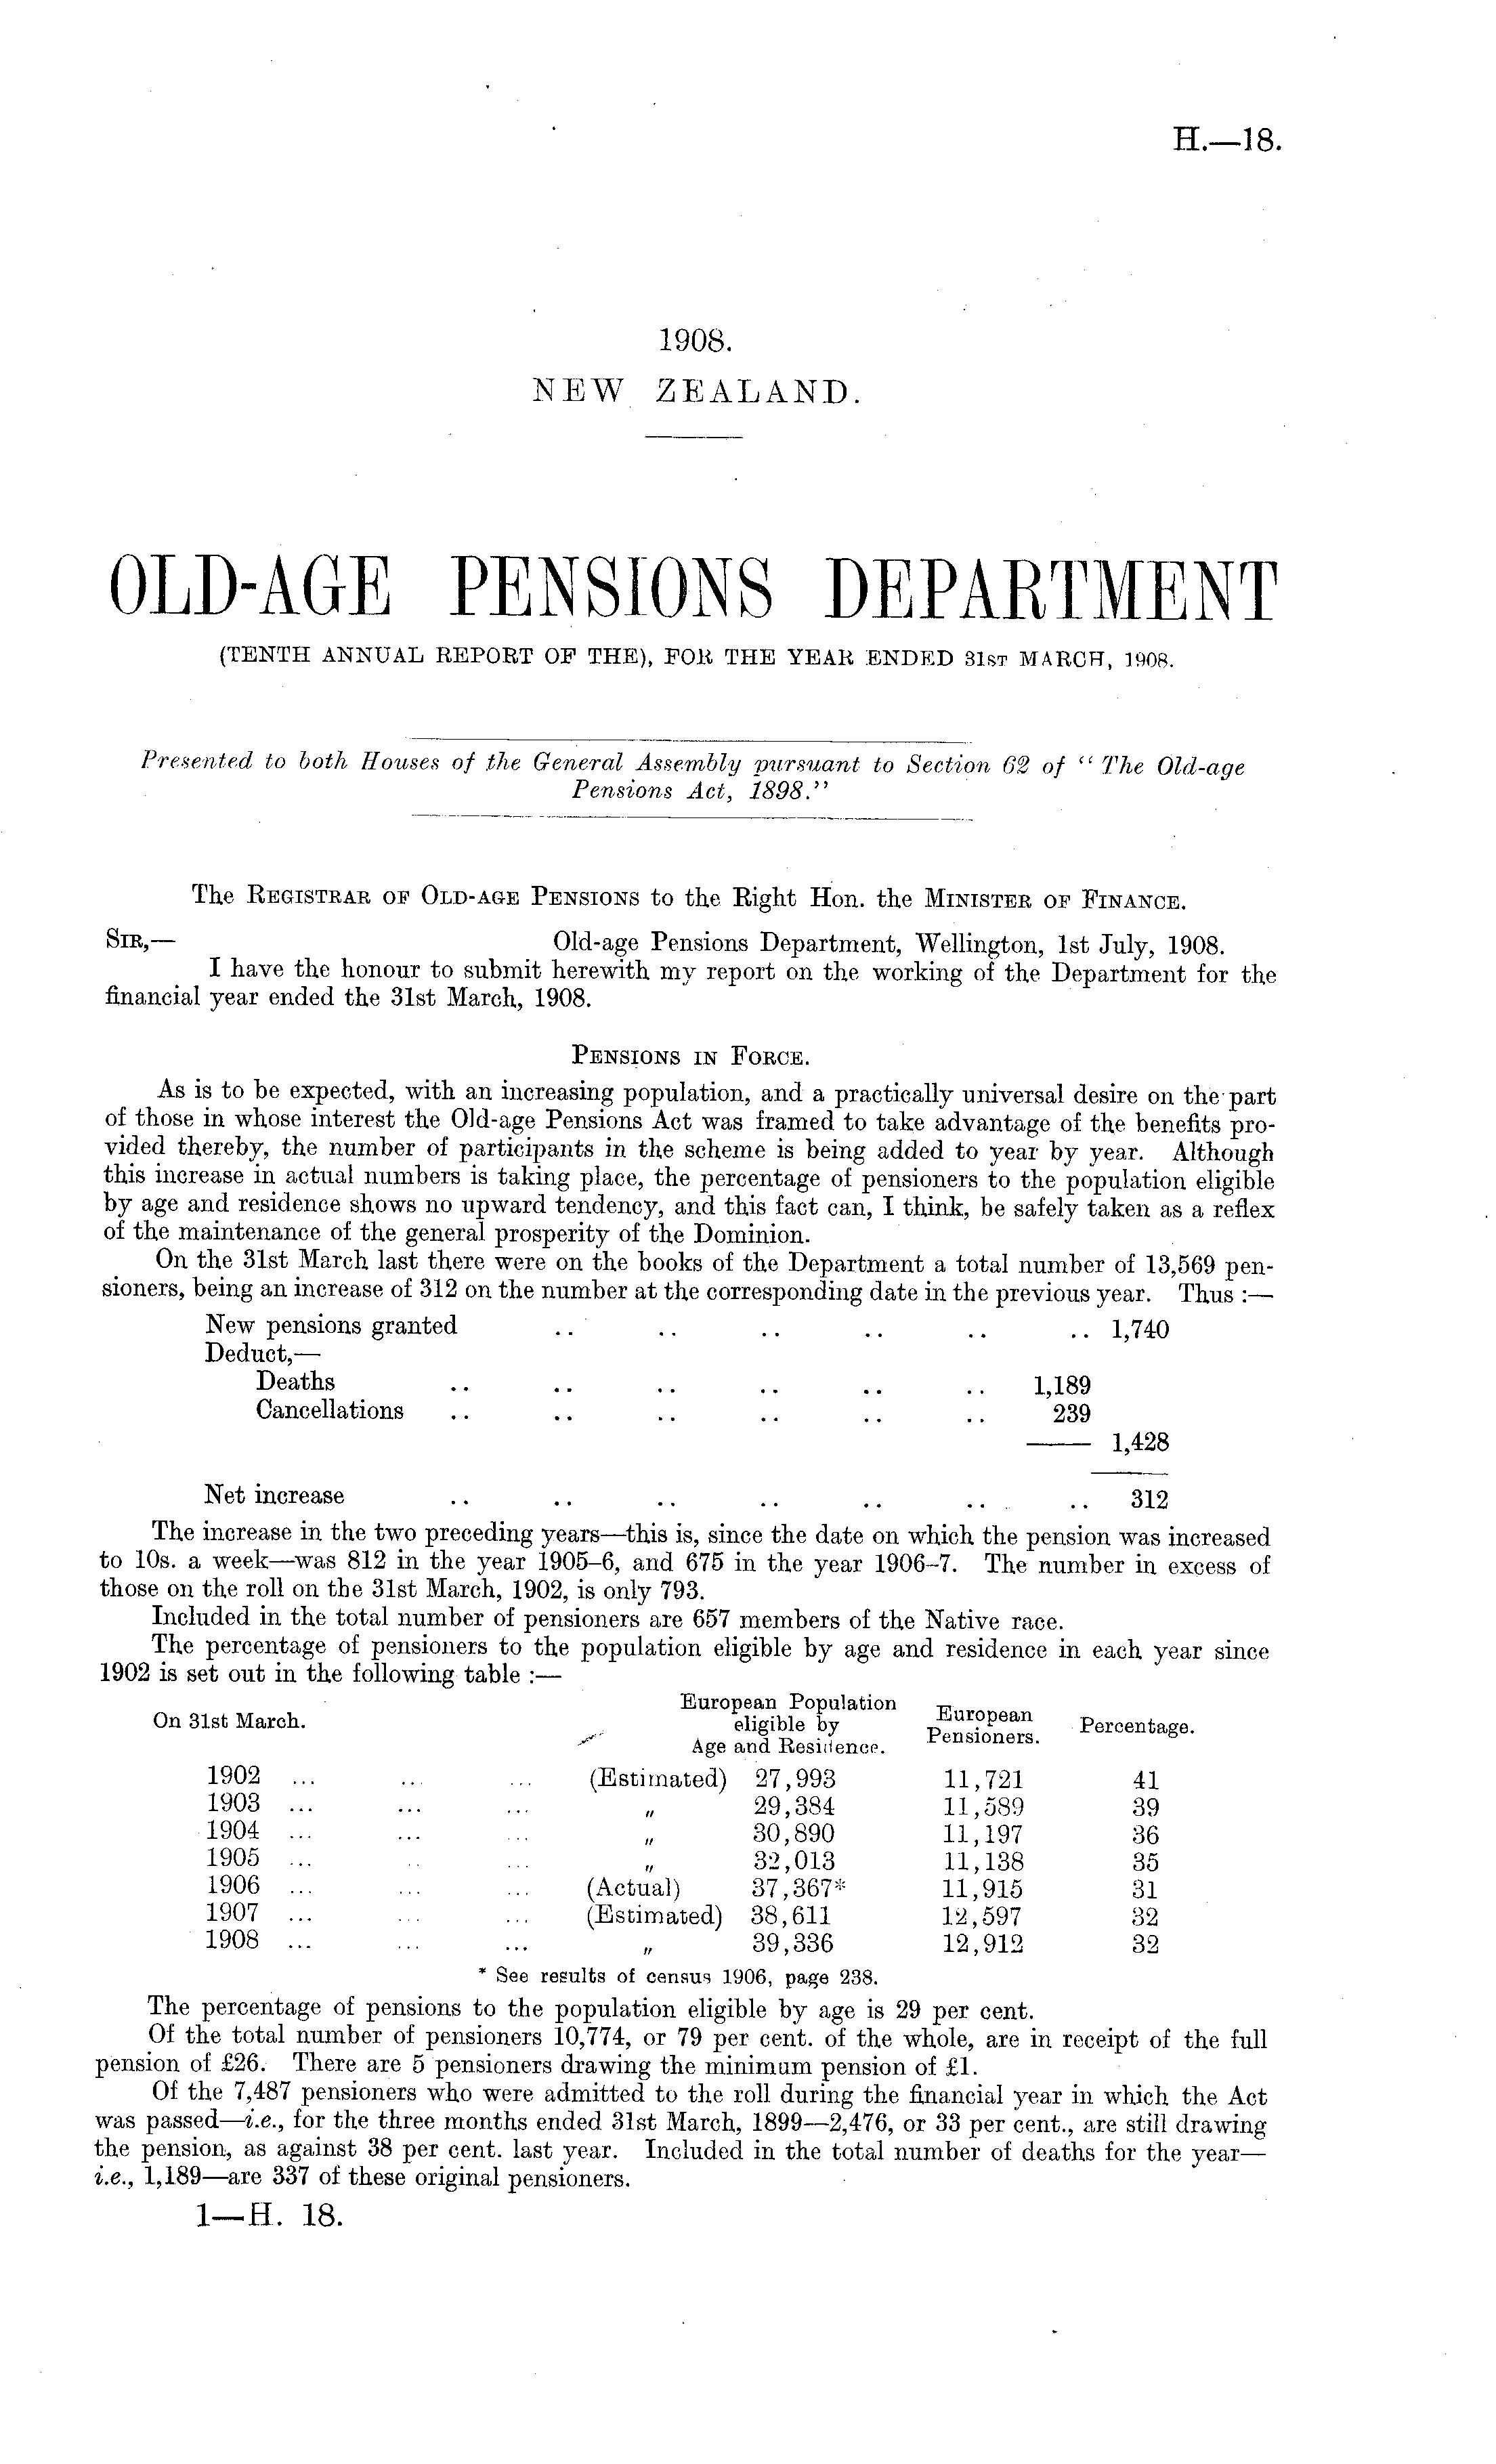 H.—18.
1908.
NEW ZEALAND.
OLD-AGE PENSIONS DEPARTMENT
(TENTH ANNUAL REPORT OF THE), FOR THE YEAR ENDED 31ST MARCH, 1908.
Presented to both Houses of the General Assembly pursuant to Section 62 of “ The Old-age
Pensions Act, 1898.”
The REGISTRAR OF OLD-AGE PENSIONS to the Right Hon. the MINISTER OF FINANCE.
SIR,— Old-age Pensions Department, Wellington, 1st July, 1908.
I have the honour to submit herewith my report on the working of the Department for the
financial year ended the 31st March, 1908.
PENSIONS IN FORCE.
As is to be expected, with an increasing population, and a practically universal desire on the part
of those in whose interest the Old-age Pensions Act was framed to take advantage of the benefits pro-
vided thereby, the number of participants in the scheme is being added to year by year. Although
this increase in actual numbers is taking place, the percentage of pensioners to the population eligible
by age and residence shows no upward tendency, and this fact can, I think, be safely taken as a reflex
of the maintenance of the general prosperity of the Dominion.
On the 31st March last there were on the books of the Department a total number of 13,569 pen-
sioners, being an increase of 312 on the number at the corresponding date in the previous year. Thus :—
New pensions granted .. .. .. .. .. .. 1,740
Deduct,—
Deaths .. .. .. .. .. .. 1,189
Cancellations .. .. .. .. .. .. 239
—— 1,428
Net increase .. .. .. .. .. .. .. 312
The increase in the two preceding years—this is, since the date on which the pension was increased
to 10s. a week—was 812 in the year 1905–6, and 675 in the year 1906–7. The number in excess of
those on the roll on the 31st March, 1902, is only 793.
Included in the total number of pensioners are 657 members of the Native race.
The percentage of pensioners to the population eligible by age and residence in each year since
1902 is set out in the following table :—
On 31st March. European Population eligible by Age and Residence. European Pensioners. Percentage.
1902 ... ... ... (Estimated) 27,993 11,721 41
1903 ... ... ... „ 29,384 11,589 39
1904 ... ... ... „ 30,890 11,197 36
1905 ... .. ... „ 32,013 11,138 35
1906 ... ... ... (Actual) 37,367* 11,915 31
1907 ... ... ... (Estimated) 38,611 12,597 32
1908 ... ... ... „ 39,336 12,912 32
* See results of census 1906, page 238.
The percentage of pensions to the population eligible by age is 29 per cent.
Of the total number of pensioners 10,774, or 79 per cent. of the whole, are in receipt of the full
pension of £26. There are 5 pensioners drawing the minimum pension of £1.
Of the 7,487 pensioners who were admitted to the roll during the financial year in which the Act
was passed—i.e., for the three months ended 31st March, 1899—2,476, or 33 per cent., are still drawing
the pension, as against 38 per cent. last year. Included in the total number of deaths for the year—
i.e., 1,189—are 337 of these original pensioners.
1—H. 18.